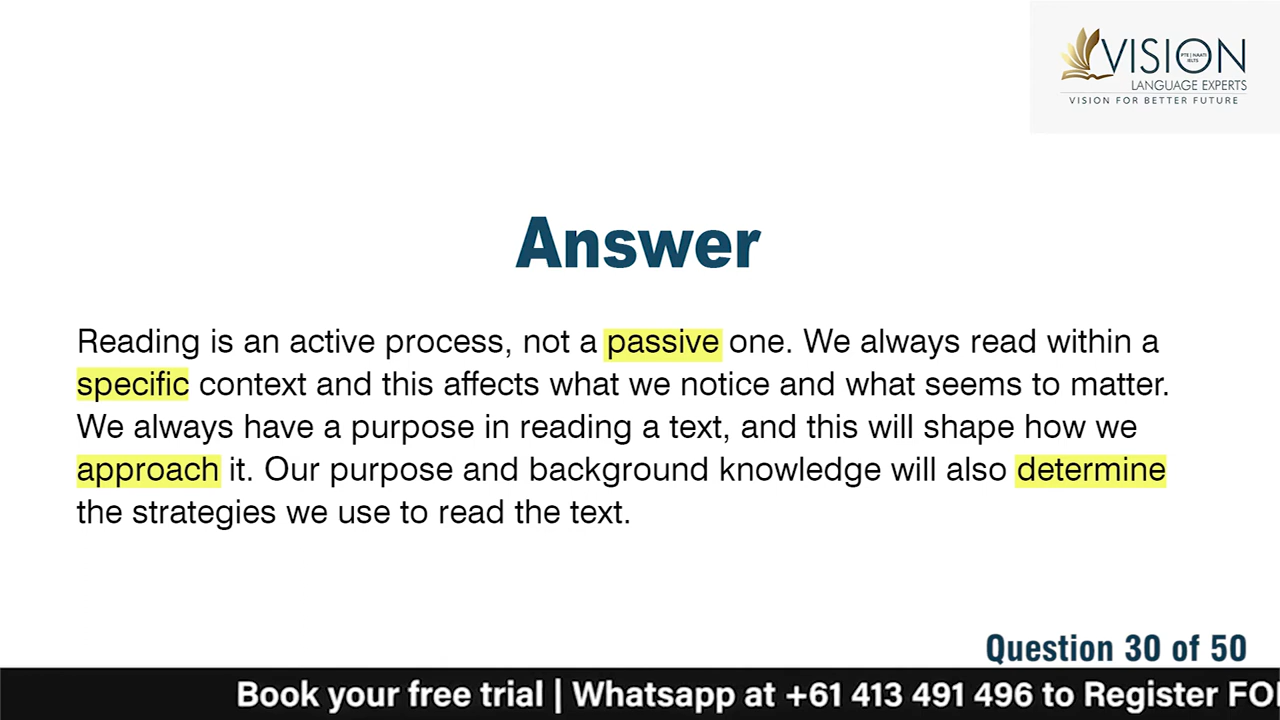 VISION
PTE | NAATI
IELTS
LANGUAGE EXPERTS
VISION FOR BETTER FUTURE
Answer
Reading is an active process, not a passive one. We always read within a
specific context and this affects what we notice and what seems to matter.
We always have a purpose in reading a text, and this will shape how we
approach it. Our purpose and background knowledge will also determine
the strategies we use to read the text.
Question 30 of 50
Book your free trial | Whatsapp at +61 413 491 496 to Register FO